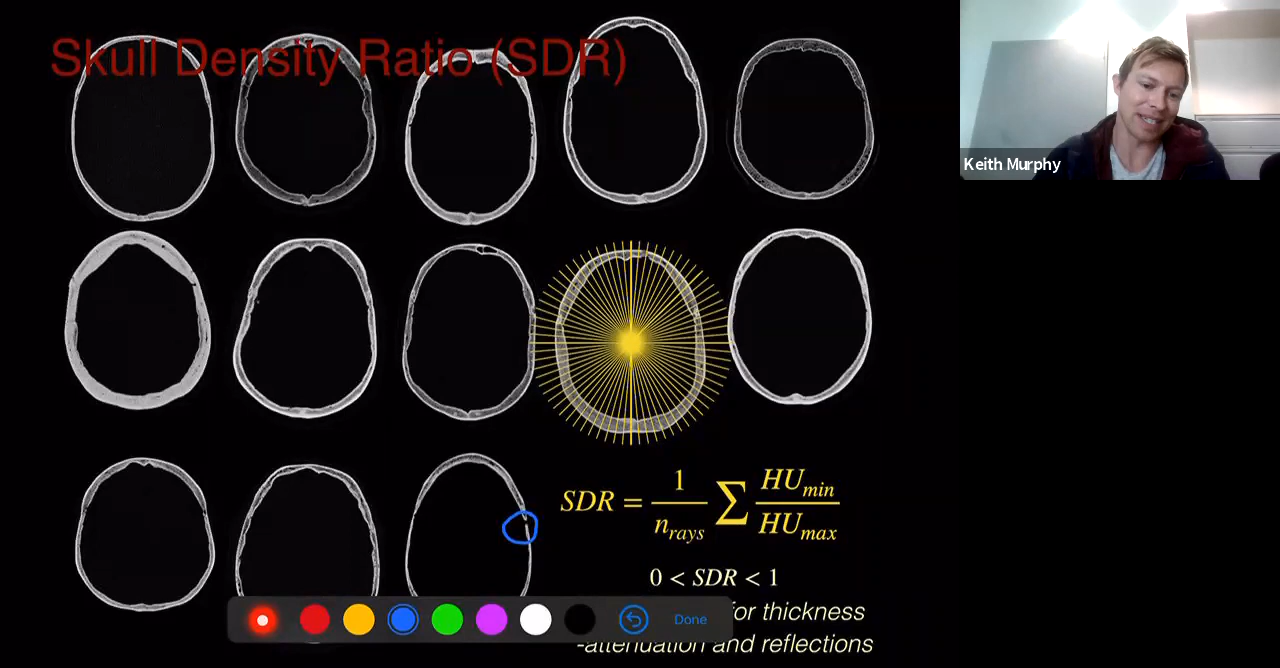 Skull Density Ratio (SDR)
Keith Murphy
SDR = 1/n_rays ∑ HU_min/HU_max
0 < SDR < 1
for thickness
-attenuation and reflections
Done